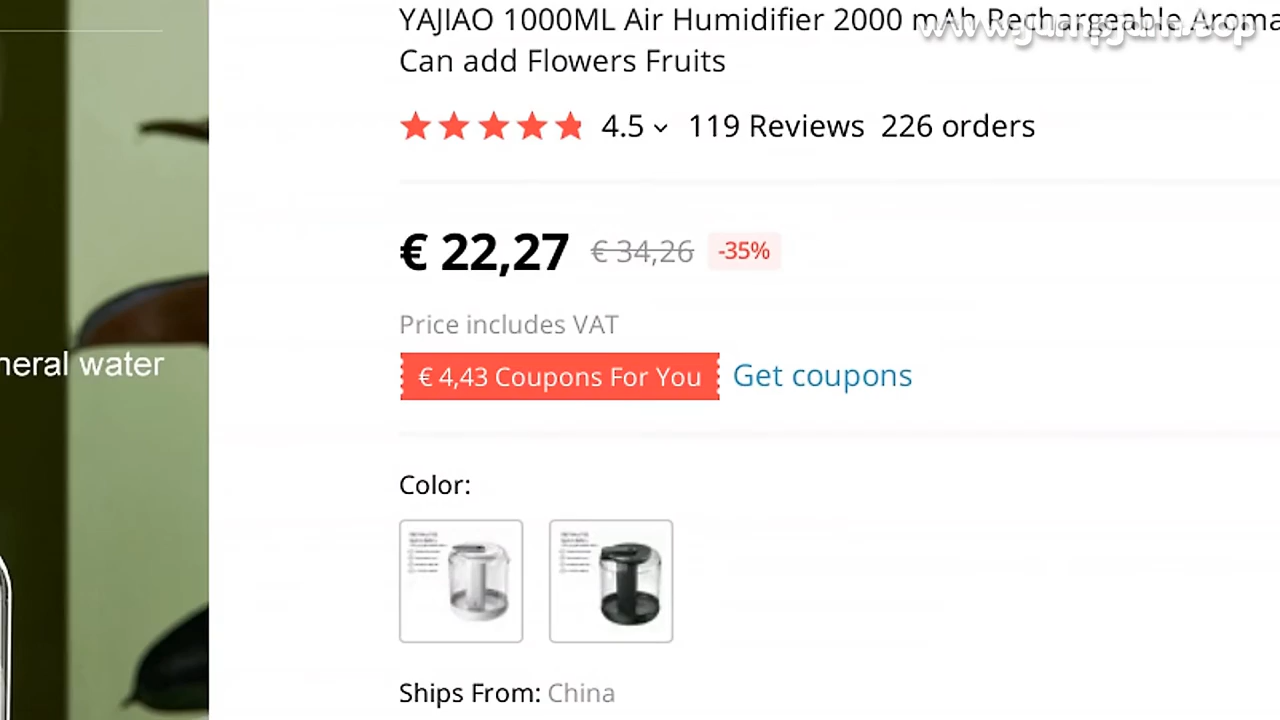 YAJIAO 1000ML Air Humidifier 2000 mAh Rechargeable Aroma
Can add Flowers Fruits
4.5
119 Reviews 226 orders
€ 22,27
€ 34,26
-35%
Price includes VAT
neral water
€ 4,43 Coupons For You
Get coupons
Color:
Ships From: China